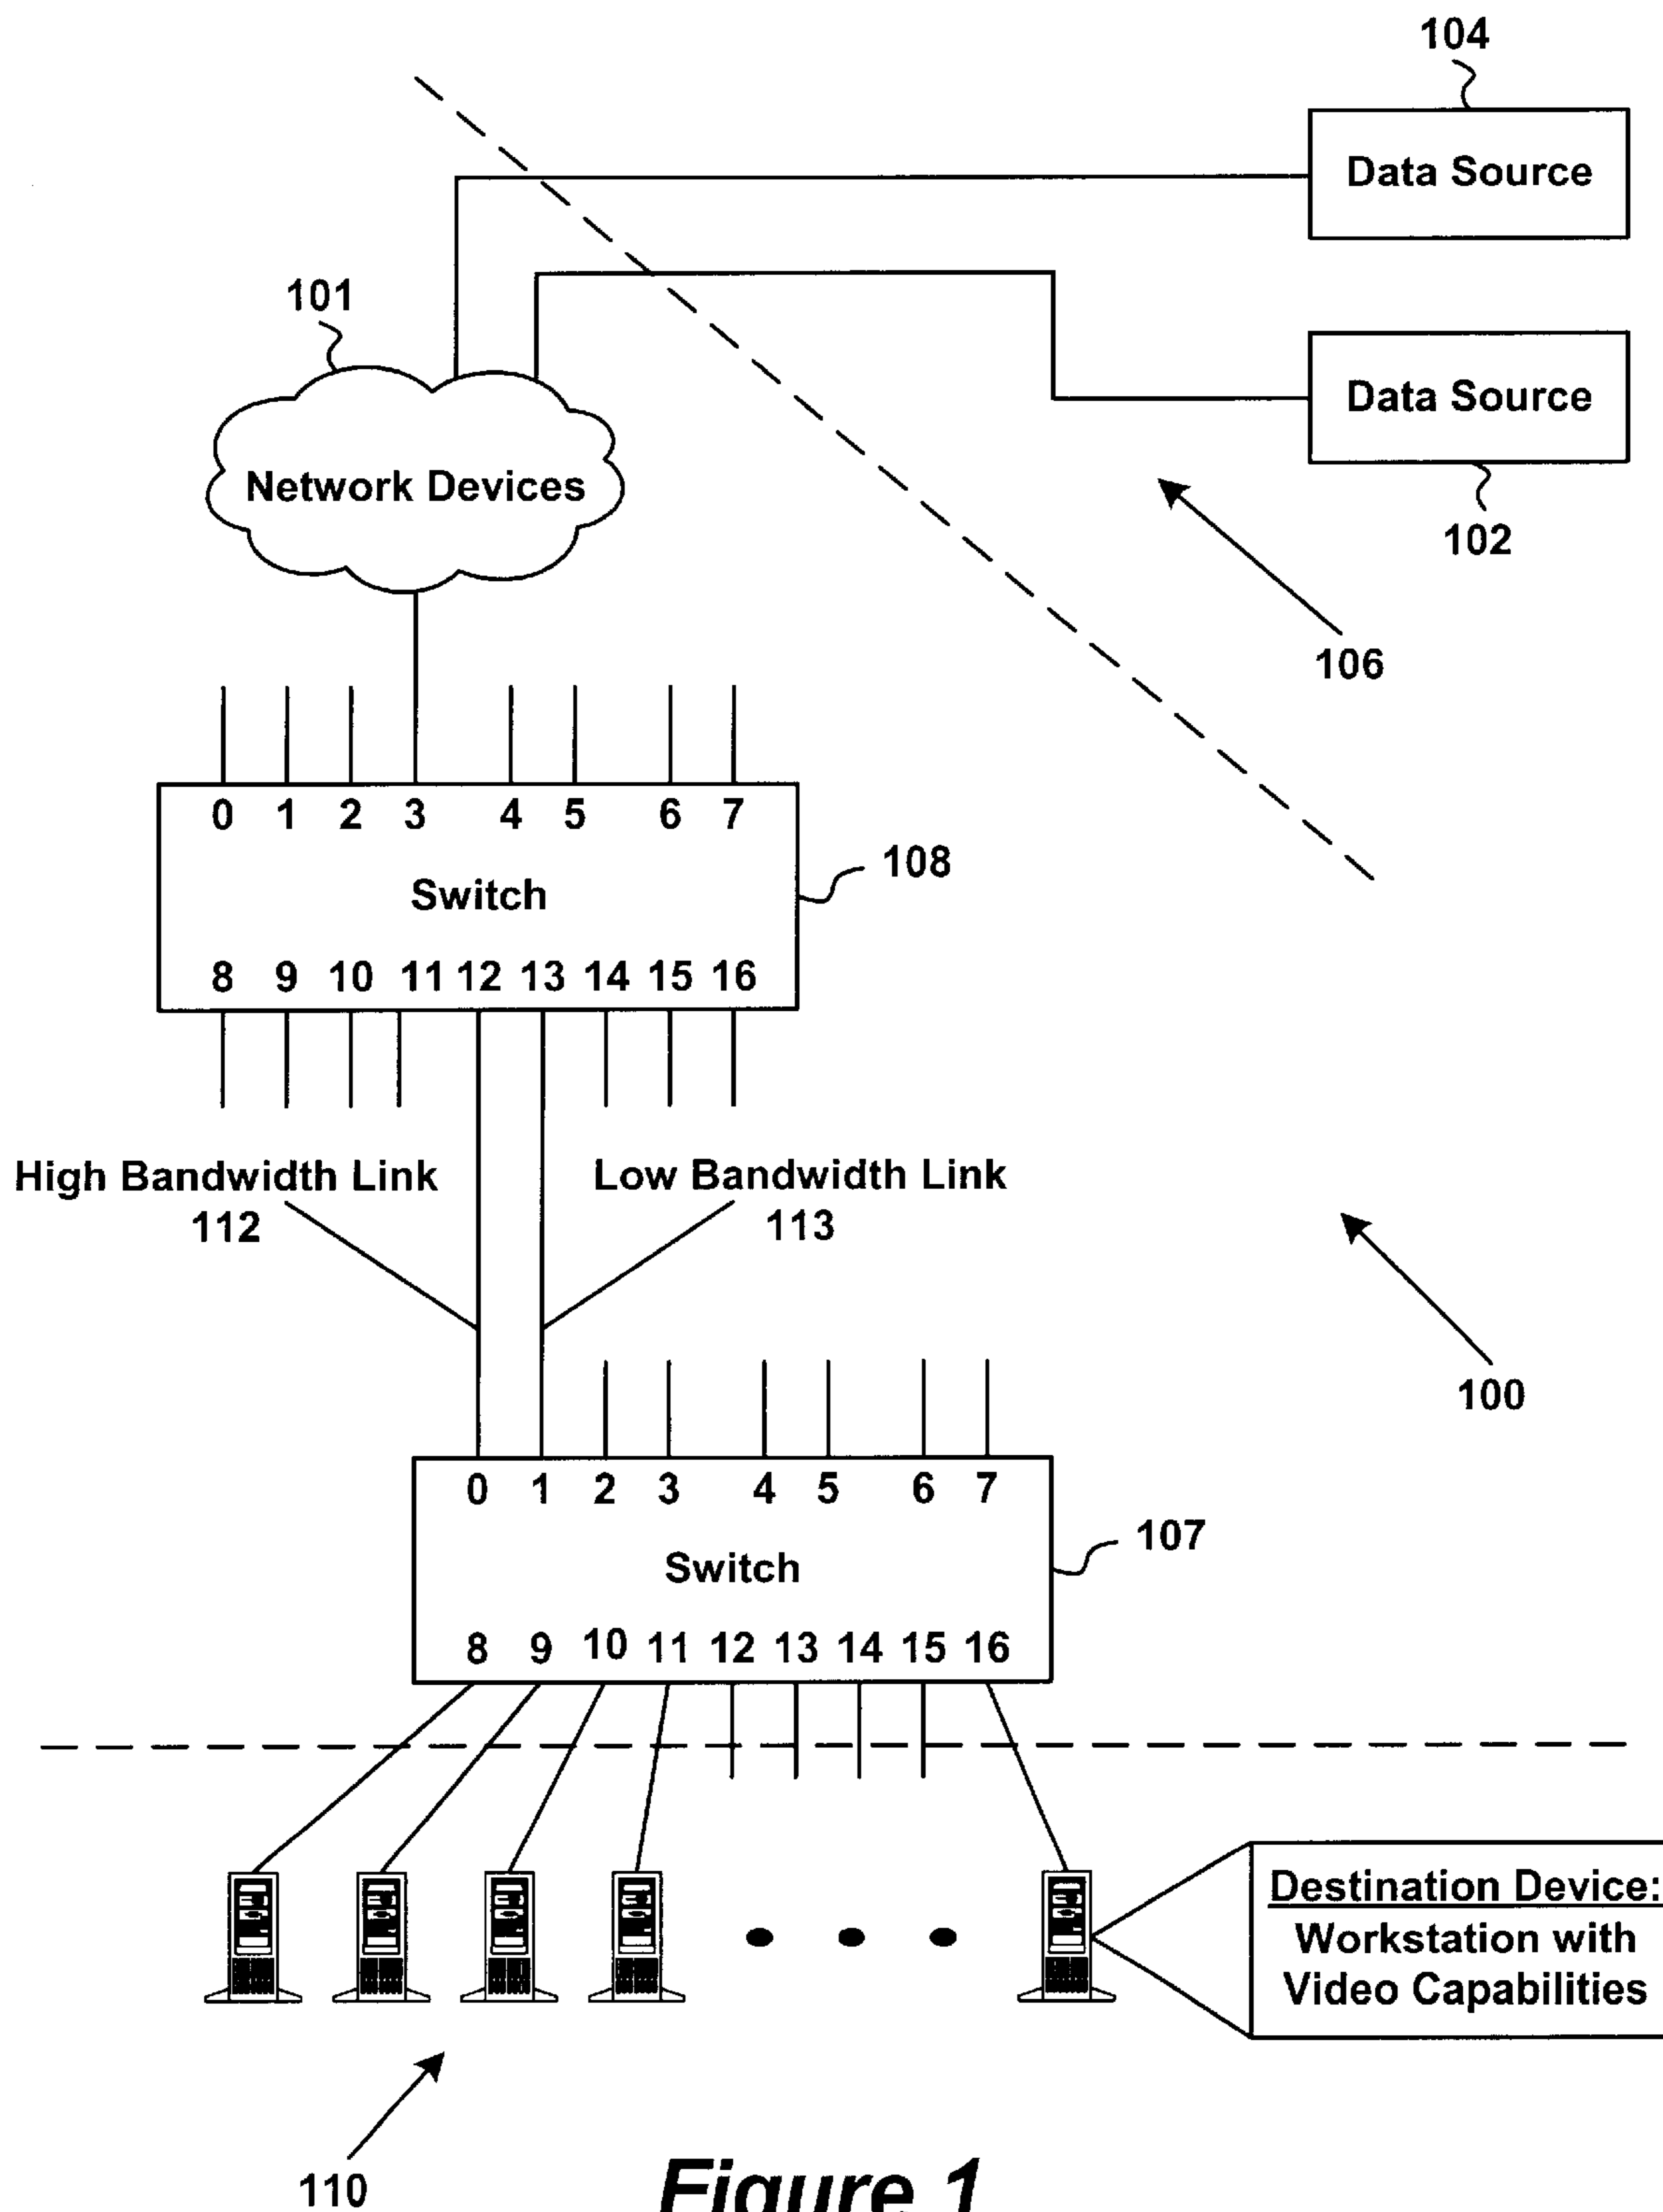 104
Data Source
101
Data Source
Network Devices
102
106
0 1 2 3 4 5 6 7
108
Switch
8 9 10 11 12 13 14 15 16
High Bandwidth Link
112
Low Bandwidth Link
113
100
0 1 2 3 4 5 6 7
107
Switch
8 9 10 11 12 13 14 15 16
Destination Device:
Workstation with
Video Capabilities
110
Figure 1